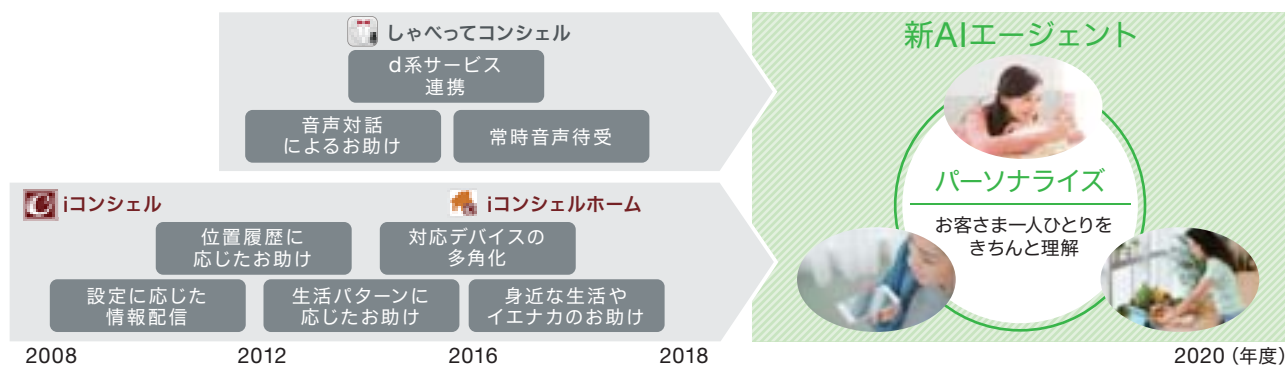 しゃべってコンシェル
d系サービス
連携
音声対話
によるお助け
常時音声待受
iコンシェル
iコンシェルホーム
位置履歴に
応じたお助け
対応デバイスの
多角化
設定に応じた
情報配信
生活パターンに
応じたお助け
身近な生活や
イエナカのお助け
新AIエージェント
パーソナライズ
お客さま一人ひとりを
きちんと理解
2008
2012
2016
2018
2020 (年度)